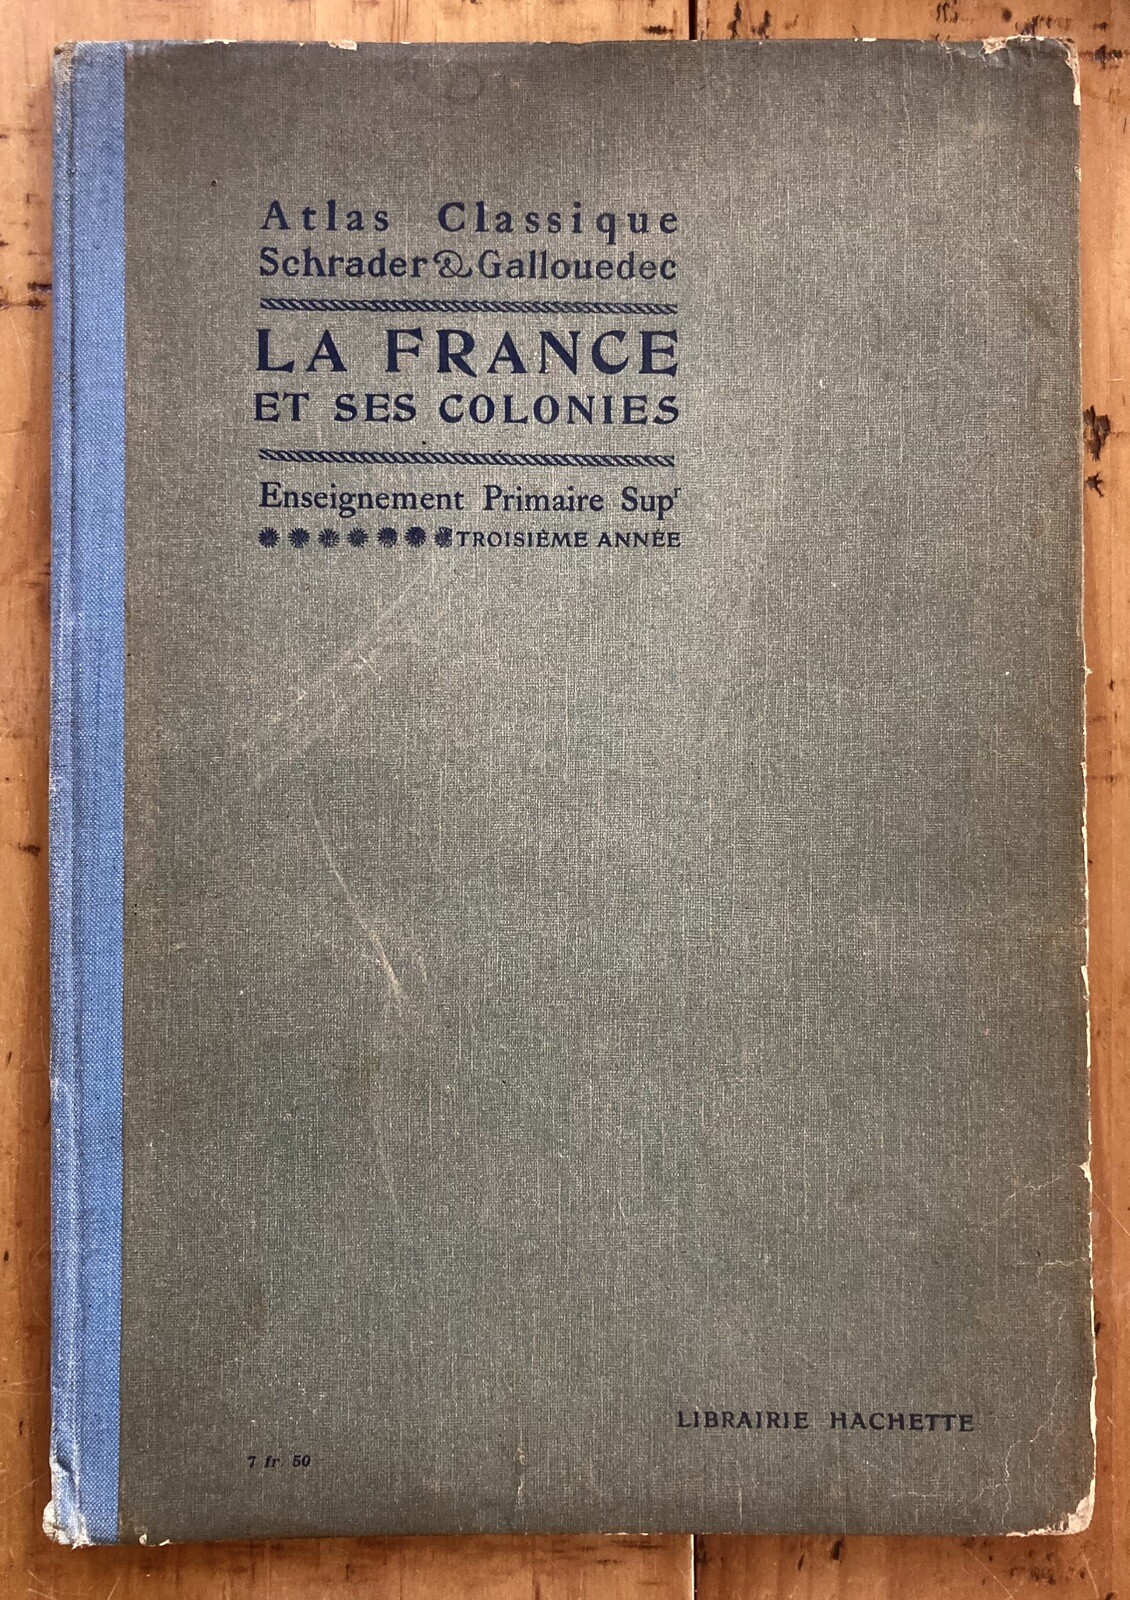 Atlas Classique
Schrader & Gallouedec
LA FRANCE
ET SES COLONIES
Enseignement Primaire Supʳ
TROISIÈME ANNÉE
LIBRAIRIE HACHETTE
7 fr. 50